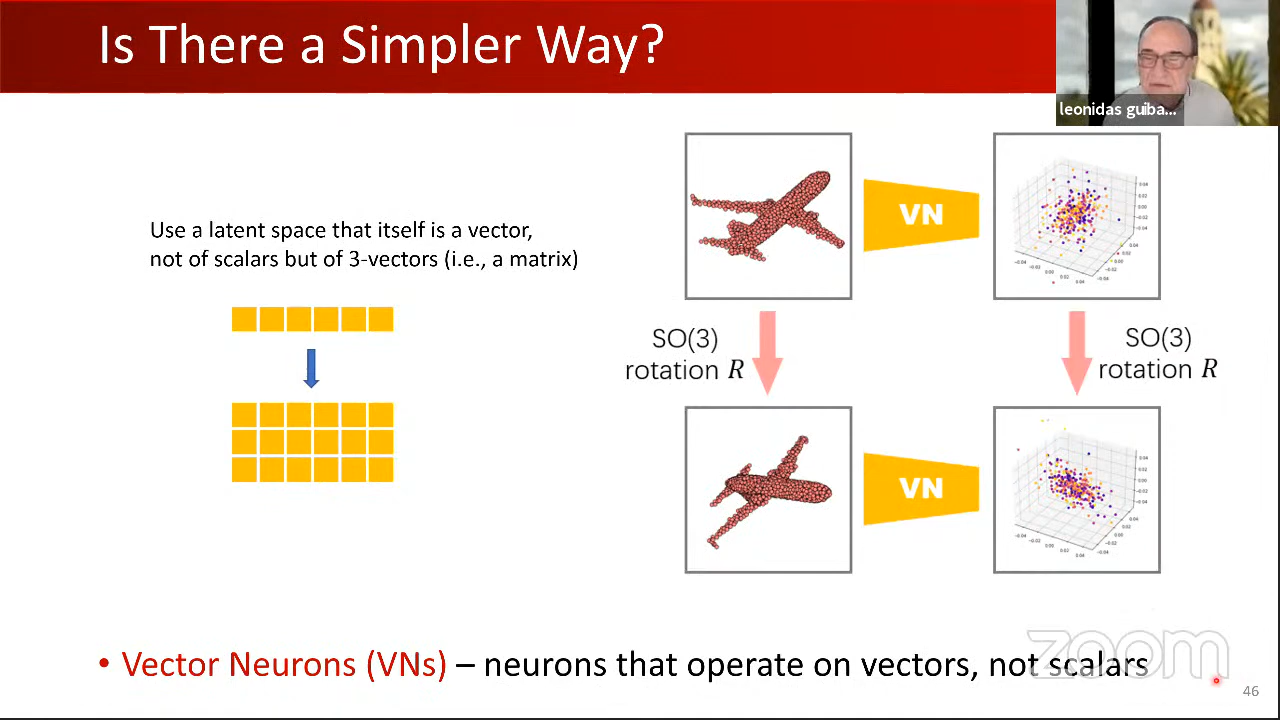 Is There a Simpler Way?
leonidas guiba...
Use a latent space that itself is a vector,
not of scalars but of 3-vectors (i.e., a matrix)
VN
SO(3)
rotation R
SO(3)
rotation R
VN
• Vector Neurons (VNs) – neurons that operate on vectors, not scalars
zoom
46